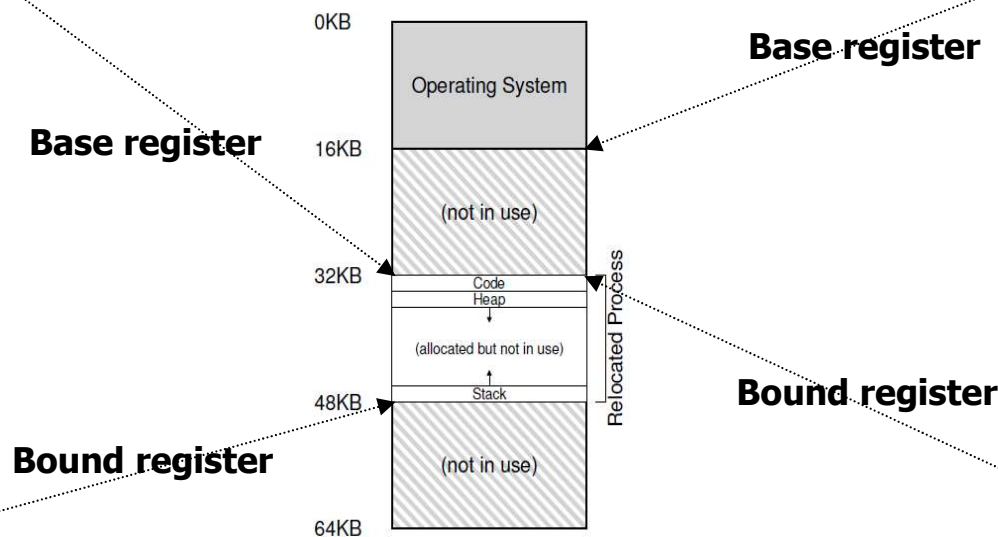 0KB
Base register
Operating System
Base register
16KB
(not in use)
32KB
Code
Heap
(allocated but not in use)
Stack
Relocated Process
Bound register
48KB
Bound register
(not in use)
64KB